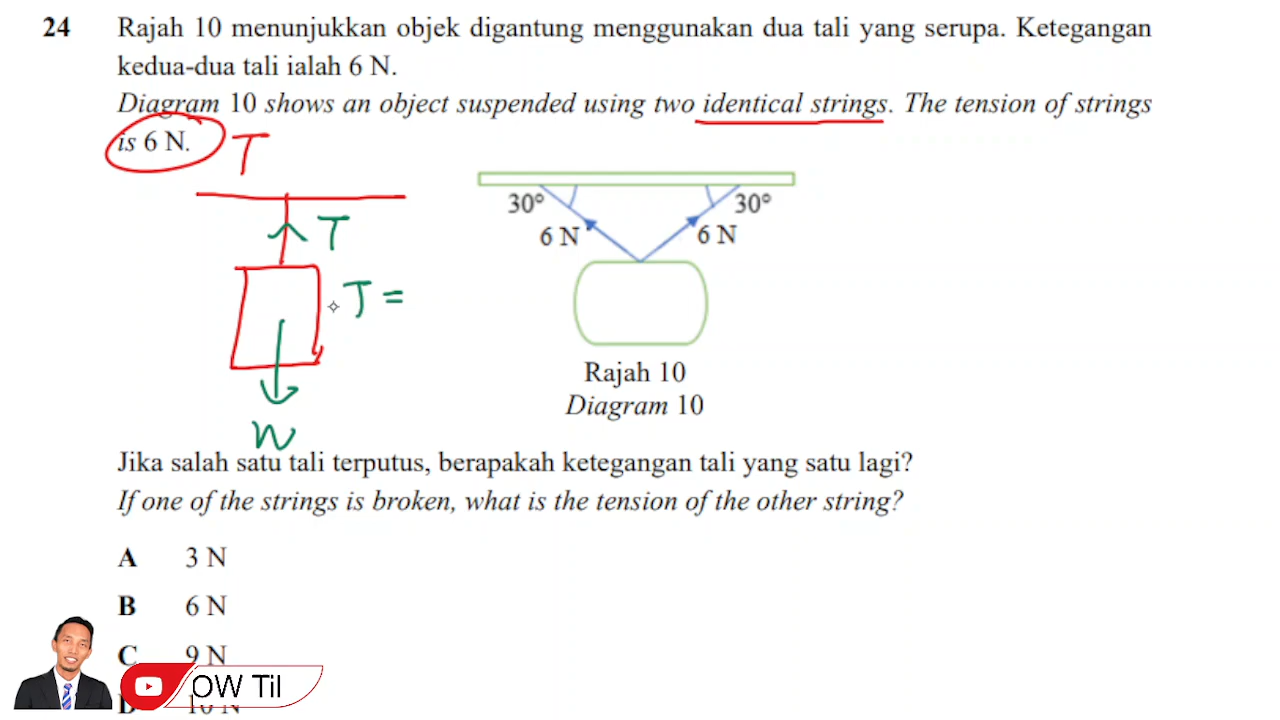 24 Rajah 10 menunjukkan objek digantung menggunakan dua tali yang serupa. Ketegangan
kedua-dua tali ialah 6 N.
Diagram 10 shows an object suspended using two identical strings. The tension of strings
is 6 N.
T
30° 30°
T
6 N 6 N
T =
W
Rajah 10
Diagram 10
Jika salah satu tali terputus, berapakah ketegangan tali yang satu lagi?
If one of the strings is broken, what is the tension of the other string?
A 3 N
B 6 N
C 9 N
OW Til
D 10 N